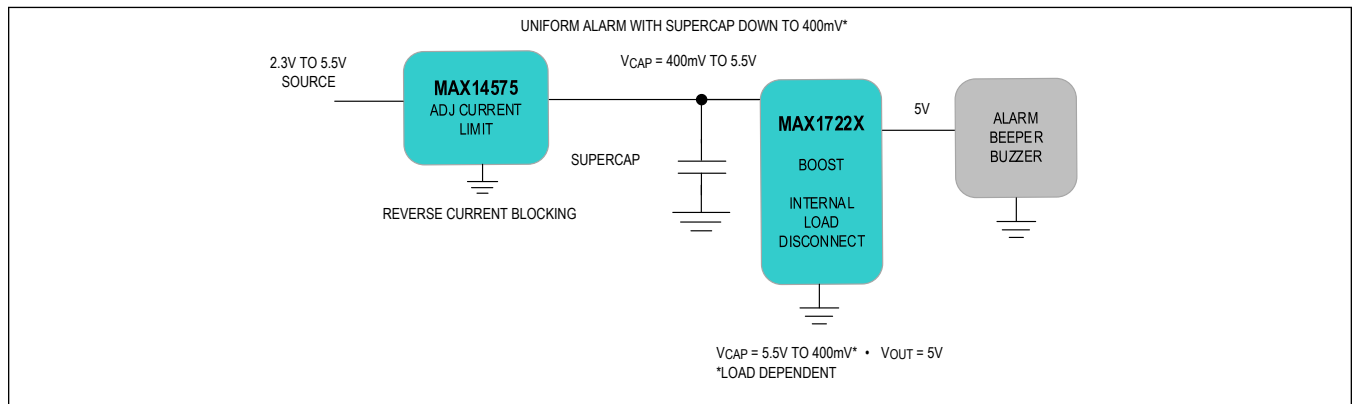 UNIFORM ALARM WITH SUPERCAP DOWN TO 400mV*
2.3V TO 5.5V
SOURCE
MAX14575
ADJ CURRENT
LIMIT
REVERSE CURRENT BLOCKING
VCAP = 400mV TO 5.5V
SUPERCAP
MAX1722X
BOOST
INTERNAL
LOAD
DISCONNECT
5V
ALARM
BEEPER
BUZZER
VCAP = 5.5V TO 400mV* • VOUT = 5V
*LOAD DEPENDENT